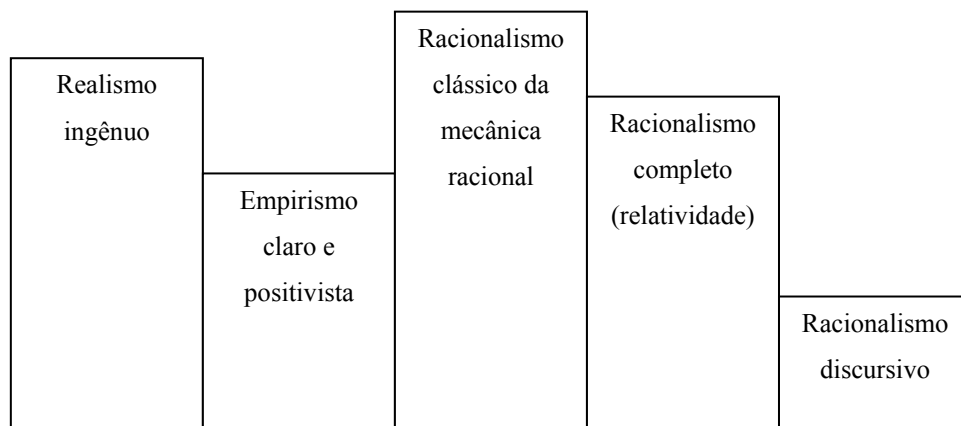 Realismo
ingênuo
Empirismo
claro e
positivista
Racionalismo
clássico da
mecânica
racional
Racionalismo
completo
(relatividade)
Racionalismo
discursivo